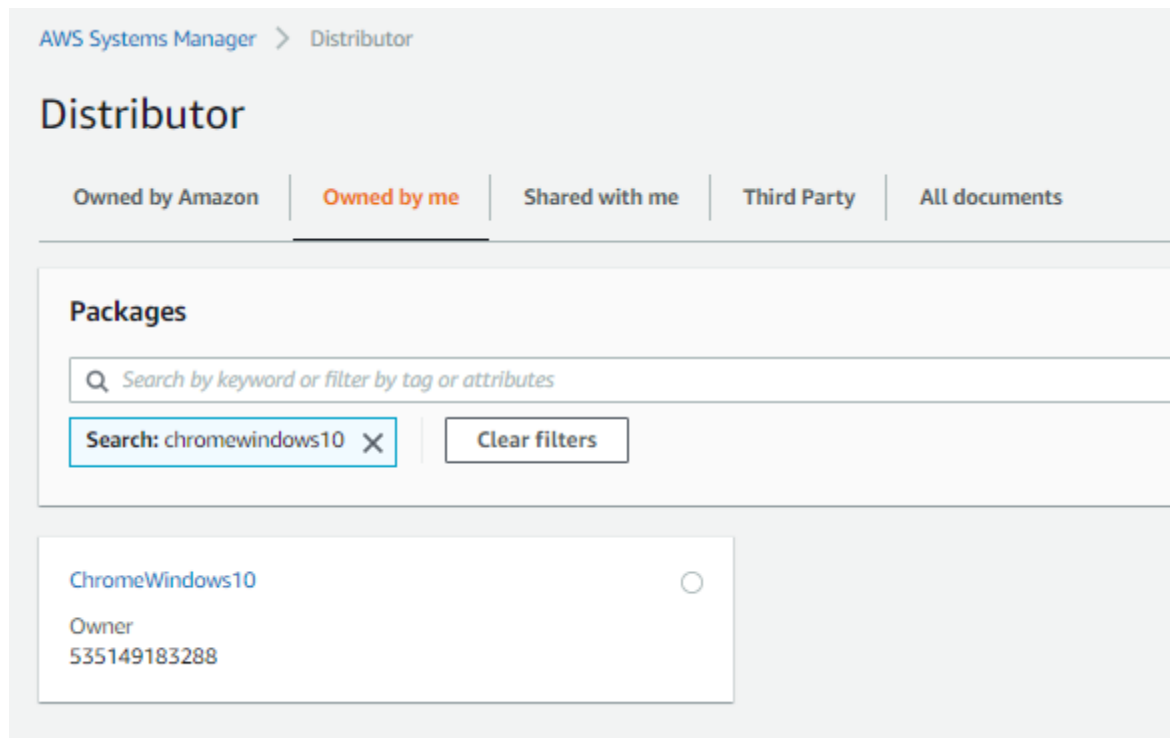 AWS Systems Manager > Distributor
Distributor
Owned by Amazon Owned by me Shared with me Third Party All documents
Packages
Search by keyword or filter by tag or attributes
Search: chromewindows10 Clear filters
ChromeWindows10
Owner
535149183288